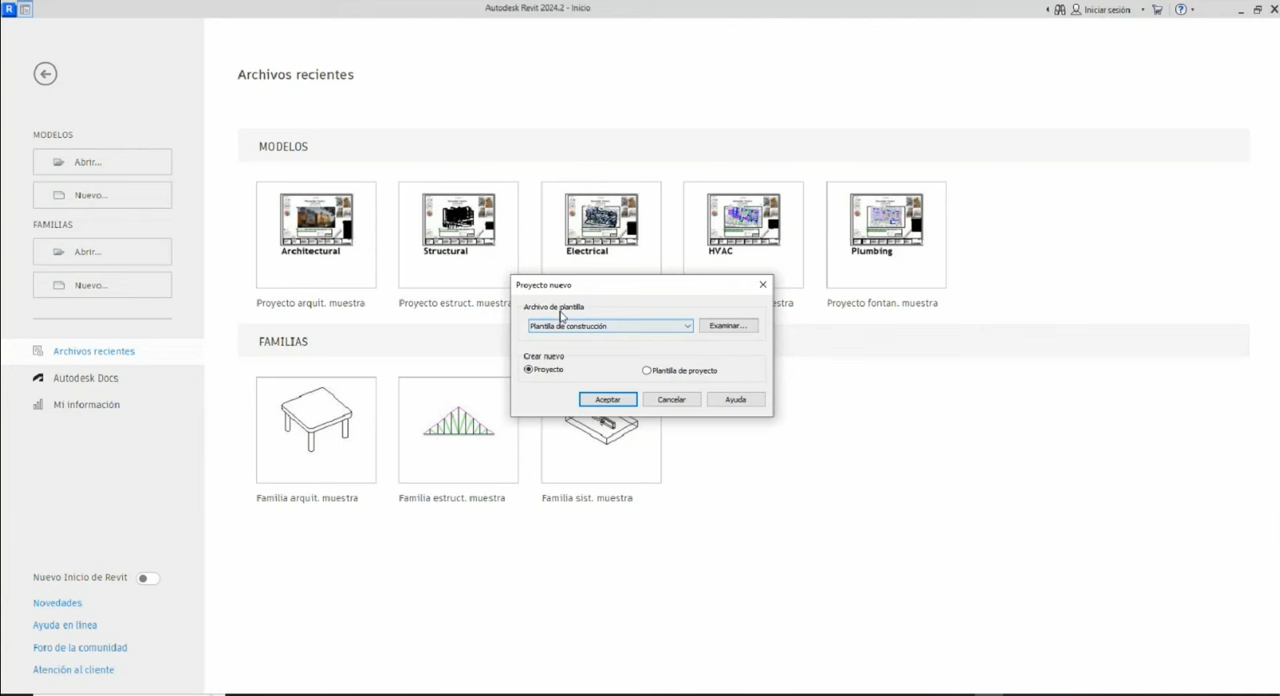 R
Autodesk Revit 2024.2 - Inicio
Iniciar sesión
?
Archivos recientes
MODELOS
Abrir...
Nuevo...
FAMILIAS
Abrir...
Nuevo...
Archivos recientes
Autodesk Docs
Mi información
Nuevo Inicio de Revit
Novedades
Ayuda en línea
Foro de la comunidad
Atención al cliente
MODELOS
Architectural
Structural
Electrical
HVAC
Plumbing
Proyecto arquit. muestra
Proyecto estruct. muestra
estra
Proyecto fontan. muestra
FAMILIAS
Familia arquit. muestra
Familia estruct. muestra
Familia sist. muestra
Proyecto nuevo
Archivo de plantilla
Plantilla de construcción
Examinar...
Crear nuevo
Proyecto
Plantilla de proyecto
Aceptar
Cancelar
Ayuda